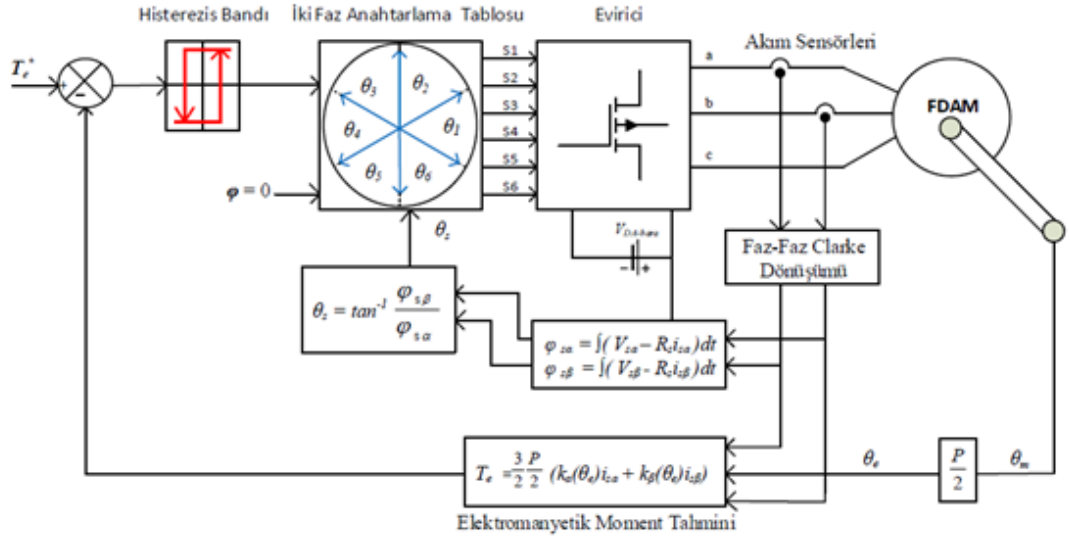 Histerezis Bandı
İki Faz Anahtarlama Tablosu
Evirici
Akım Sensörleri
T_e*
+
−
θ_3
θ_2
θ_4
θ_1
θ_5
θ_6
S1
S2
S3
S4
S5
S6
a
b
c
FDAM
φ = 0
θ_s
- +
Faz-Faz Clarke
Dönüşümü
θ_s = tan⁻¹ φ_sβ / φ_sα
φ_sα = ∫( V_sα − R_s i_sα) dt
φ_sβ = ∫( V_sβ - R_s i_sβ) dt
T_e = 3/2 P/2 (k_α(θ_e)i_sα + k_β(θ_e)i_sβ)
θ_e
P/2
θ_m
Elektromanyetik Moment Tahmini